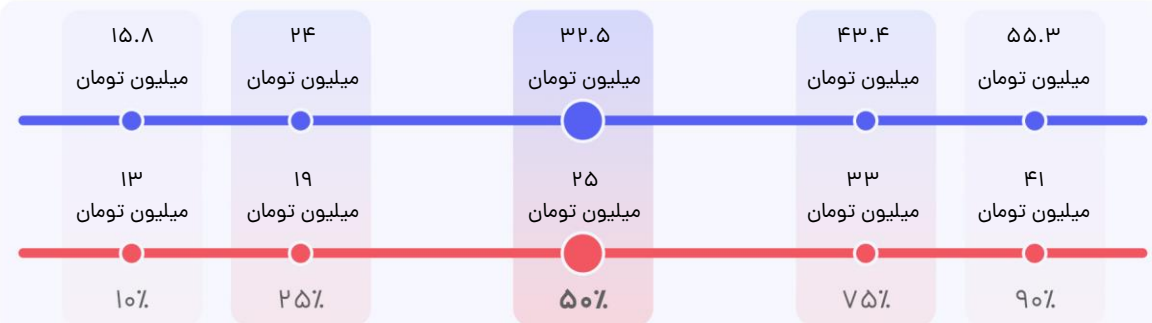 ۱۵.۸
میلیون تومان
۲۴
میلیون تومان
۳۲.۵
میلیون تومان
۴۳.۴
میلیون تومان
۵۵.۳
میلیون تومان
۱۳
میلیون تومان
۱۹
میلیون تومان
۲۵
میلیون تومان
۳۳
میلیون تومان
۴۱
میلیون تومان
۱۰٪
۲۵٪
۵۰٪
۷۵٪
۹۰٪